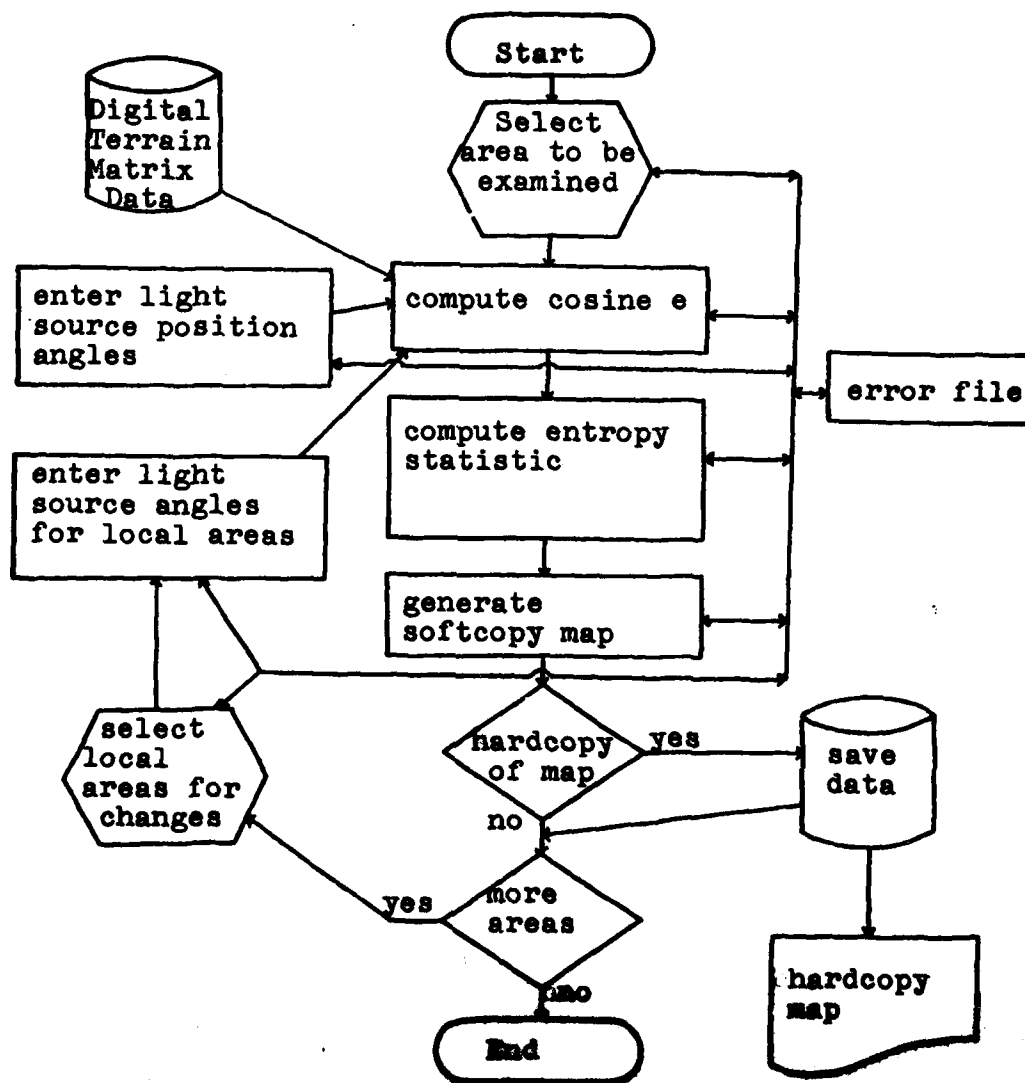 Start
Digital
Terrain
Matrix
Data
Select
area to be
examined
enter light
source position
angles
compute cosine e
error file
compute entropy
statistic
enter light
source angles
for local areas
generate
softcopy map
select
local
areas for
changes
hardcopy
of map
yes
save
data
no
more
areas
yes
no
hardcopy
map
End